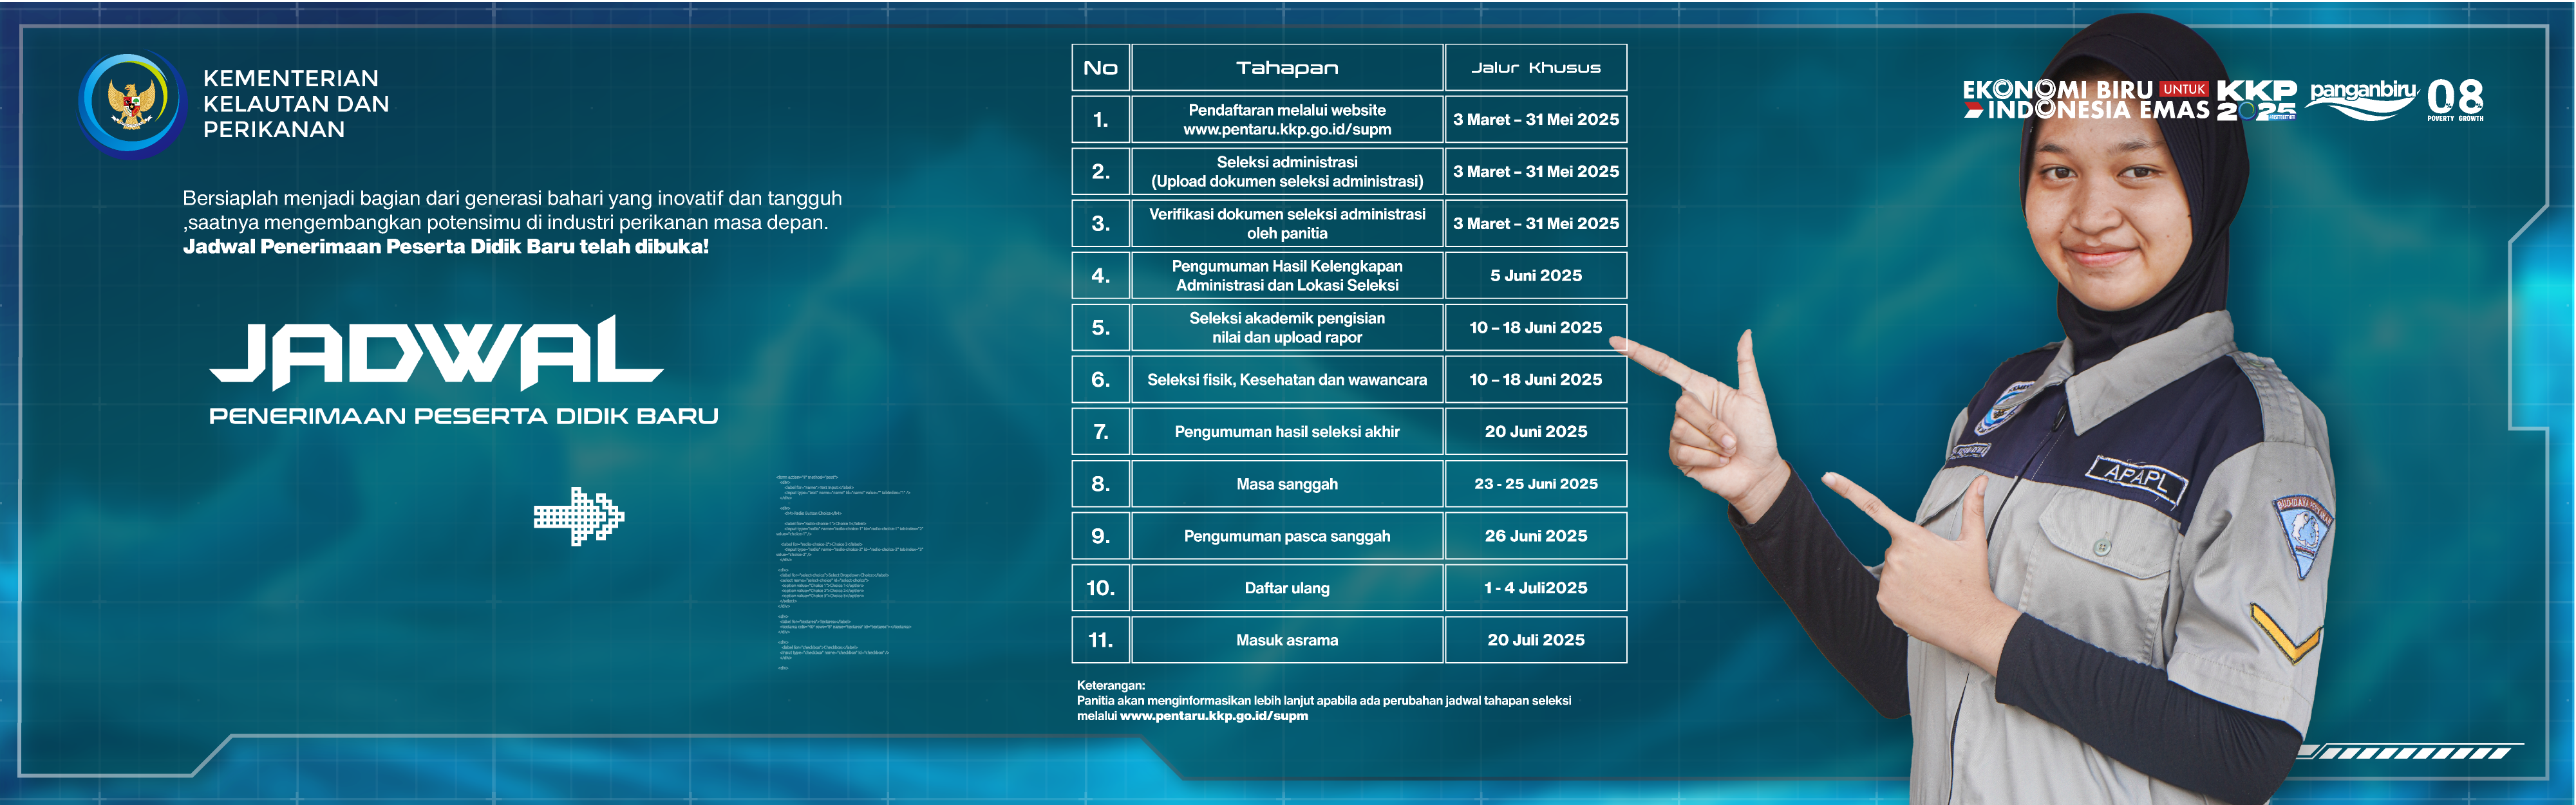 KEMENTERIAN
KELAUTAN DAN
PERIKANAN
Bersiaplah menjadi bagian dari generasi bahari yang inovatif dan tangguh
,saatnya mengembangkan potensimu di industri perikanan masa depan.
Jadwal Penerimaan Peserta Didik Baru telah dibuka!
JADWAL
PENERIMAAN PESERTA DIDIK BARU
No Tahapan Jalur Khusus
1. Pendaftaran melalui website
www.pentaru.kkp.go.id/supm
3 Maret – 31 Mei 2025
2. Seleksi administrasi
(Upload dokumen seleksi administrasi)
3 Maret – 31 Mei 2025
3. Verifikasi dokumen seleksi administrasi
oleh panitia
3 Maret – 31 Mei 2025
4. Pengumuman Hasil Kelengkapan
Administrasi dan Lokasi Seleksi
5 Juni 2025
5. Seleksi akademik pengisian
nilai dan upload rapor
10 – 18 Juni 2025
6. Seleksi fisik, Kesehatan dan wawancara 10 – 18 Juni 2025
7. Pengumuman hasil seleksi akhir 20 Juni 2025
8. Masa sanggah 23 - 25 Juni 2025
9. Pengumuman pasca sanggah 26 Juni 2025
10. Daftar ulang 1 - 4 Juli2025
11. Masuk asrama 20 Juli 2025
Keterangan:
Panitia akan menginformasikan lebih lanjut apabila ada perubahan jadwal tahapan seleksi
melalui www.pentaru.kkp.go.id/supm
EKONOMI BIRU UNTUK
INDONESIA EMAS
KKP
2025
panganbiru
08
POVERTY GROWTH
APAPL